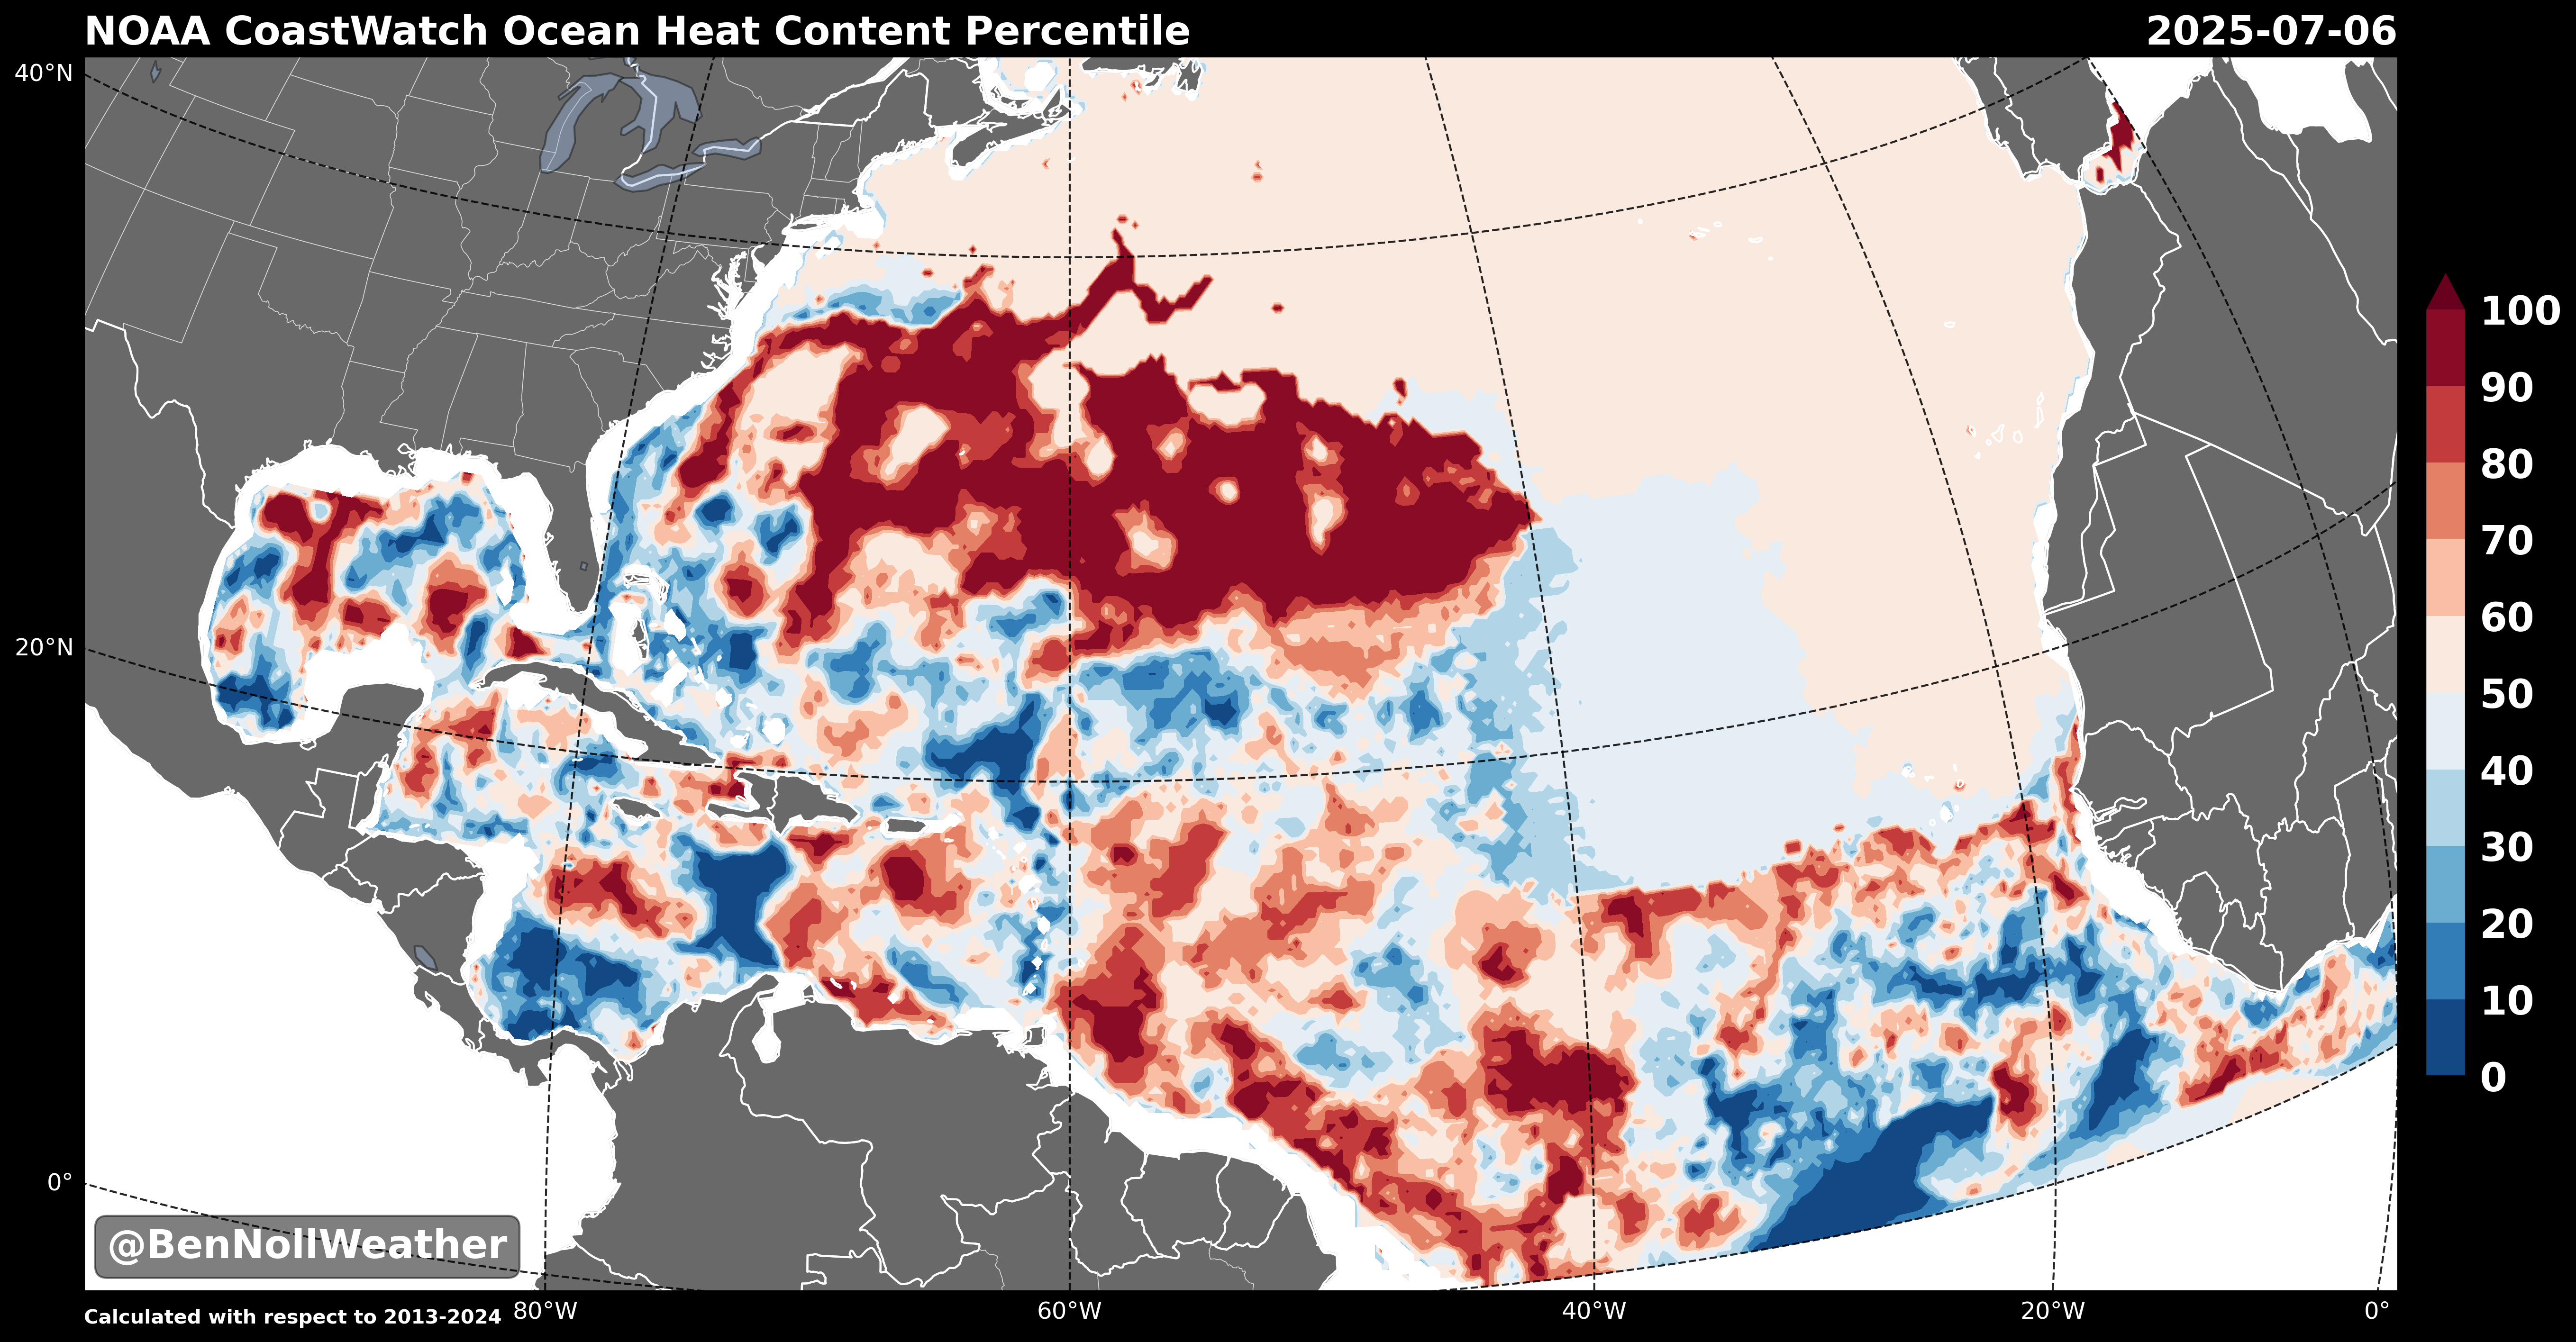 NOAA CoastWatch Ocean Heat Content Percentile
2025-07-06
40°N
20°N
0°
100
90
80
70
60
50
40
30
20
10
0
@BenNollWeather
Calculated with respect to 2013-2024
80°W
60°W
40°W
20°W
0°